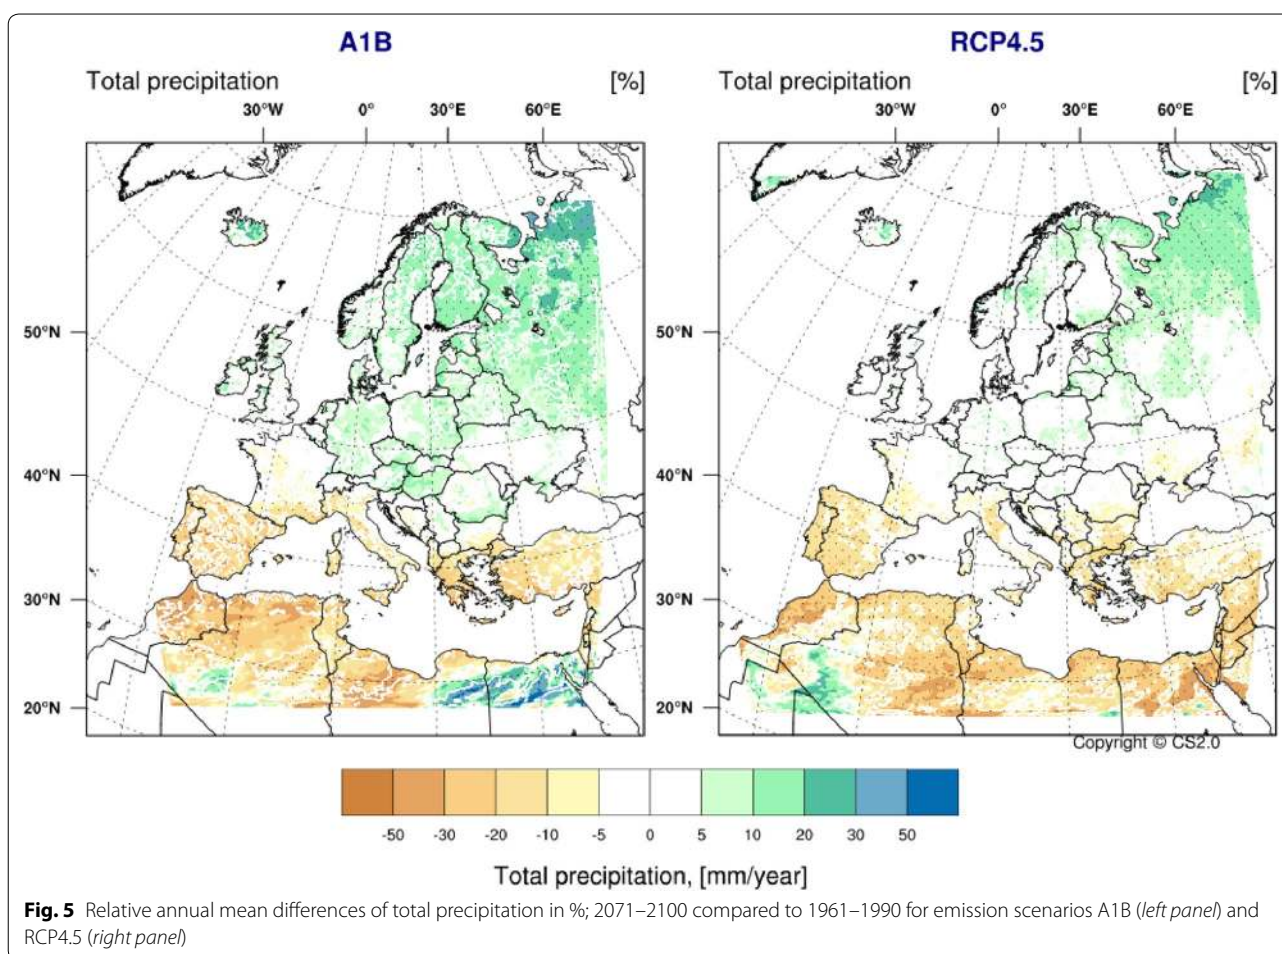 A1B RCP4.5
Total precipitation [%] Total precipitation [%]
30°W 0° 30°E 60°E 30°W 0° 30°E 60°E
50°N 50°N
40°N 40°N
30°N 30°N
20°N 20°N
Copyright © CS2.0
-50 -30 -20 -10 -5 0 5 10 20 30 50
Total precipitation, [mm/year]
Fig. 5 Relative annual mean differences of total precipitation in %; 2071–2100 compared to 1961–1990 for emission scenarios A1B (left panel) and
RCP4.5 (right panel)